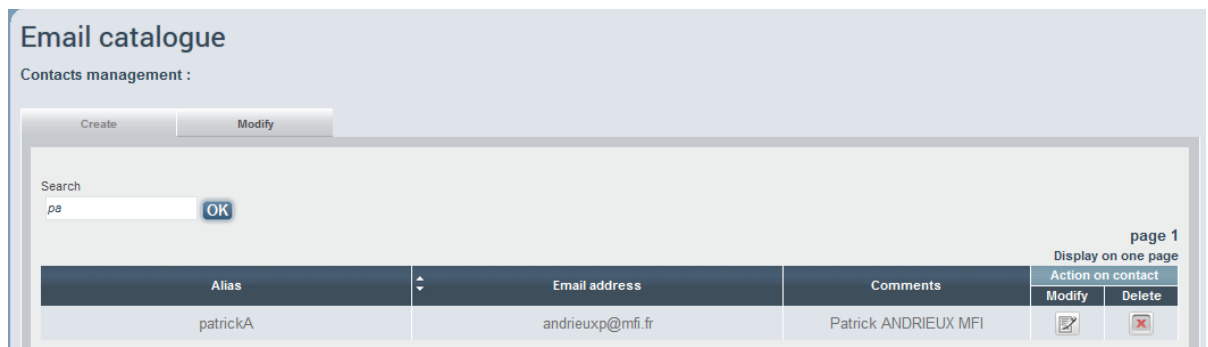 Email catalogue
Contacts management :
Create Modify
Search
pa OK
page 1
Display on one page
Alias Email address Comments Action on contact
Modify Delete
patrickA andrieuxp@mfi.fr Patrick ANDRIEUX MFI